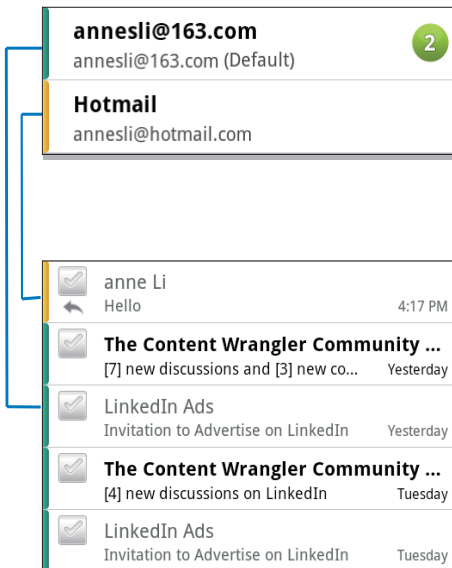 annesli@163.com
2
annesli@163.com (Default)
Hotmail
annesli@hotmail.com
anne Li
Hello 4:17 PM
The Content Wrangler Community ...
[7] new discussions and [3] new co... Yesterday
LinkedIn Ads
Invitation to Advertise on LinkedIn Yesterday
The Content Wrangler Community ...
[4] new discussions on LinkedIn Tuesday
LinkedIn Ads
Invitation to Advertise on LinkedIn Tuesday